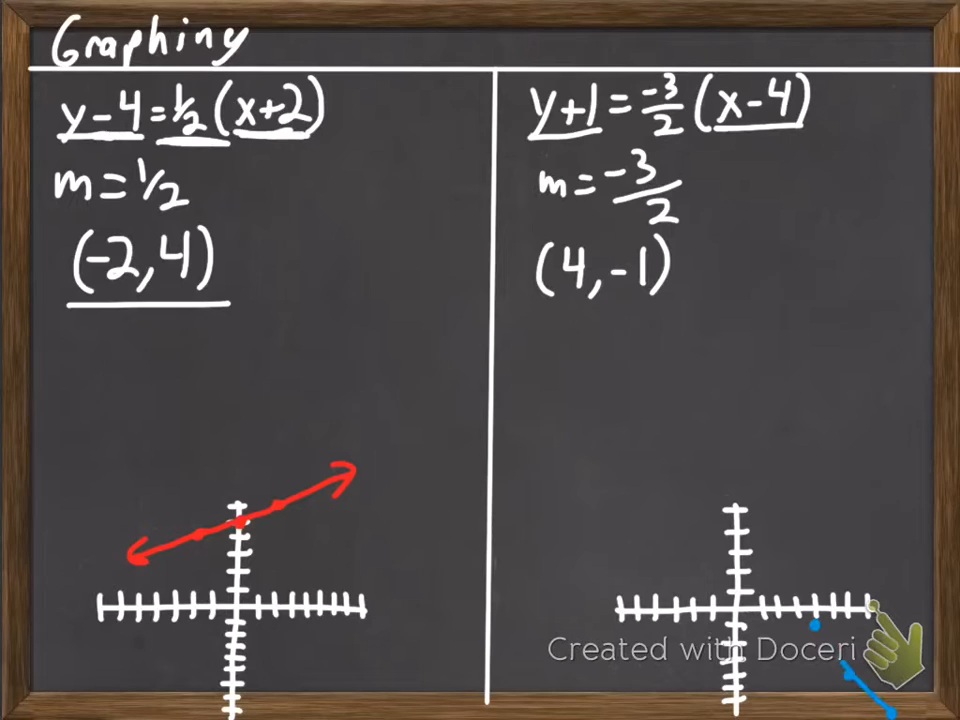 Graphiny
y-4=1/2(x+2)
m=1/2
(-2,4)
y+1=-3/2(x-4)
m=-3/2
(4,-1)
Created with Doceri